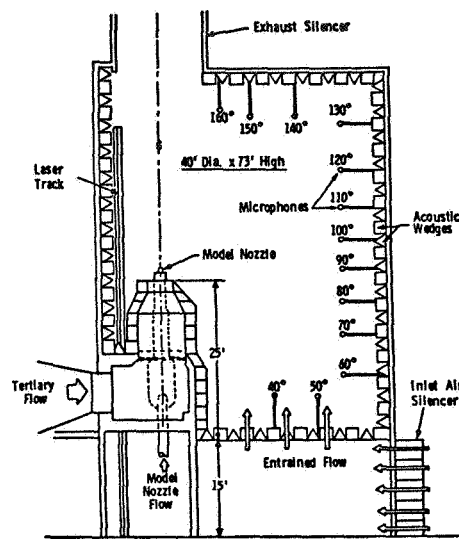 Exhaust Silencer
160°
150°
140°
130°
40' Dia. x 73' High
120°
Laser
Track
110°
Microphones
100°
Acoustic
Wedges
Model Nozzle
90°
80°
70°
25'
60°
Tertiary
Flow
40°
50°
Inlet Air
Silencer
Entrained Flow
Model
Nozzle
Flow
15'